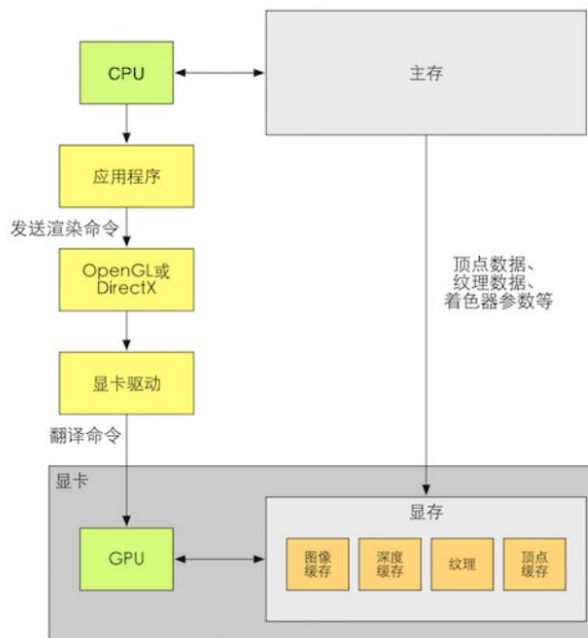 CPU
主存
应用程序
发送渲染命令
OpenGL或
DirectX
顶点数据、
纹理数据、
着色器参数等
显卡驱动
翻译命令
显卡
显存
GPU
图像
缓存
深度
缓存
纹理
顶点
缓存